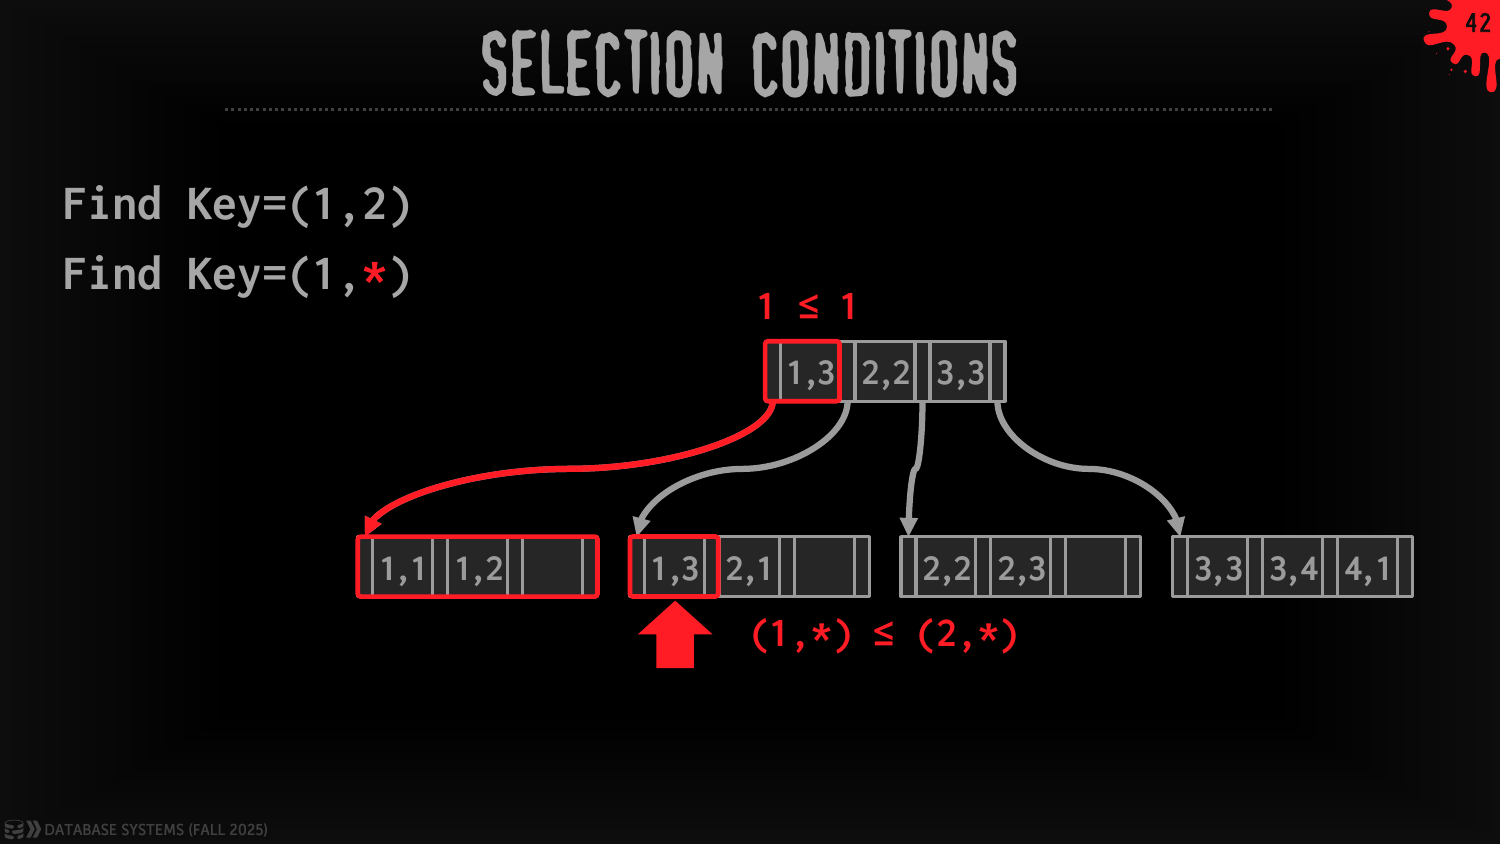 42
SELECTION CONDITIONS
Find Key=(1,2)
Find Key=(1,*)
1 ≤ 1
1,3 2,2 3,3
1,1 1,2 1,3 2,1 2,2 2,3 3,3 3,4 4,1
(1,*) ≤ (2,*)
DATABASE SYSTEMS (FALL 2025)